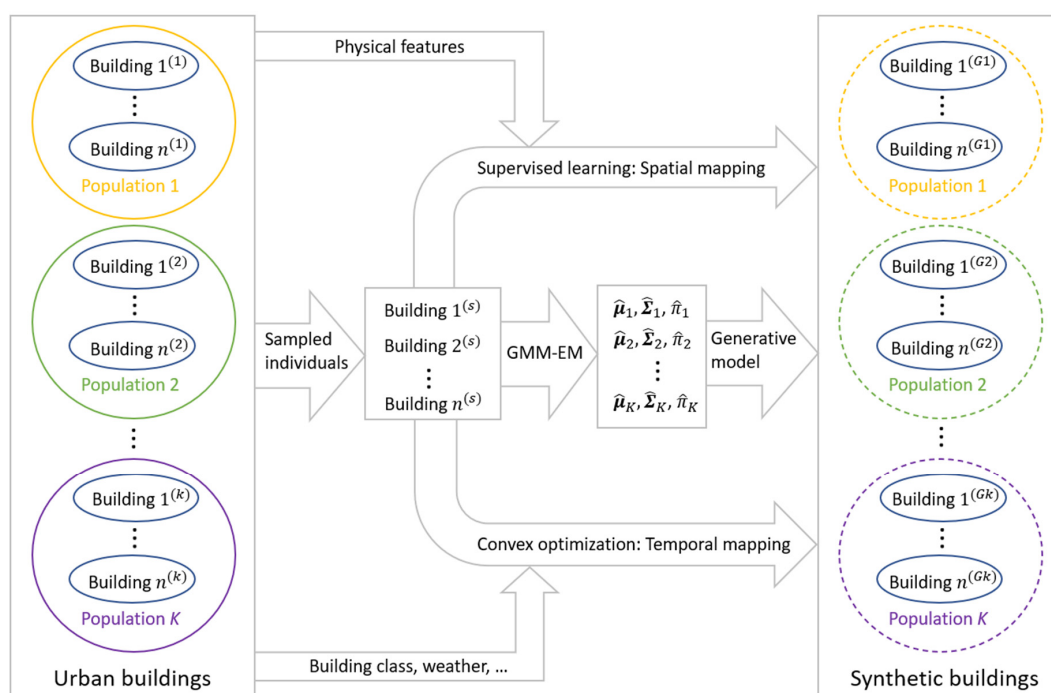 Building 1⁽¹⁾
⋮
Building n⁽¹⁾
Population 1
Building 1⁽²⁾
⋮
Building n⁽²⁾
Population 2
⋮
Building 1⁽ᵏ⁾
⋮
Building n⁽ᵏ⁾
Population K
Urban buildings
Physical features
Supervised learning: Spatial mapping
Sampled
individuals
Building 1⁽ˢ⁾
Building 2⁽ˢ⁾
⋮
Building n⁽ˢ⁾
GMM-EM
μ̂₁, Σ̂₁, π̂₁
μ̂₂, Σ̂₂, π̂₂
⋮
μ̂_K, Σ̂_K, π̂_K
Generative
model
Convex optimization: Temporal mapping
Building class, weather, ...
Building 1⁽ᴳ¹⁾
⋮
Building n⁽ᴳ¹⁾
Population 1
Building 1⁽ᴳ²⁾
⋮
Building n⁽ᴳ²⁾
Population 2
⋮
Building 1⁽ᴳᵏ⁾
⋮
Building n⁽ᴳᵏ⁾
Population K
Synthetic buildings